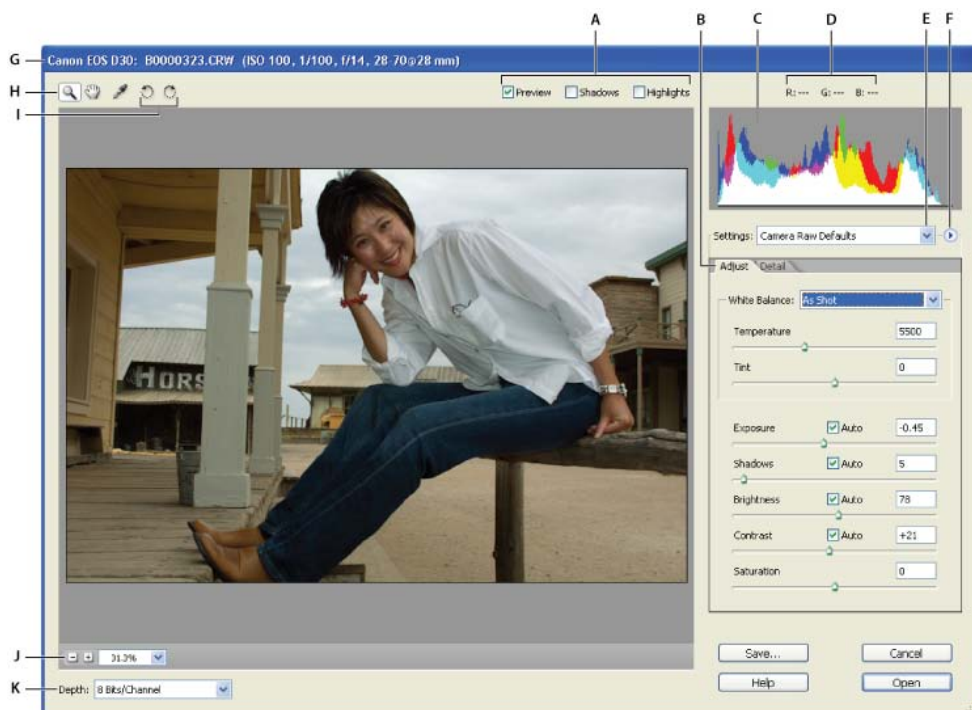 A
B
C
D
E
F
G
Canon EOS D30: B0000323.CRW (ISO 100, 1/100, f/14, 28-70@28 mm)
H
Preview
Shadows
Highlights
R: ---
G: ---
B: ---
I
Settings:
Camera Raw Defaults
Adjust
Detail
White Balance:
As Shot
Temperature
5500
Tint
0
HORS
Exposure
Auto
-0.45
Shadows
Auto
5
Brightness
Auto
78
Contrast
Auto
+21
Saturation
0
J
31.3%
Save...
Cancel
K
Depth:
8 Bits/Channel
Help
Open